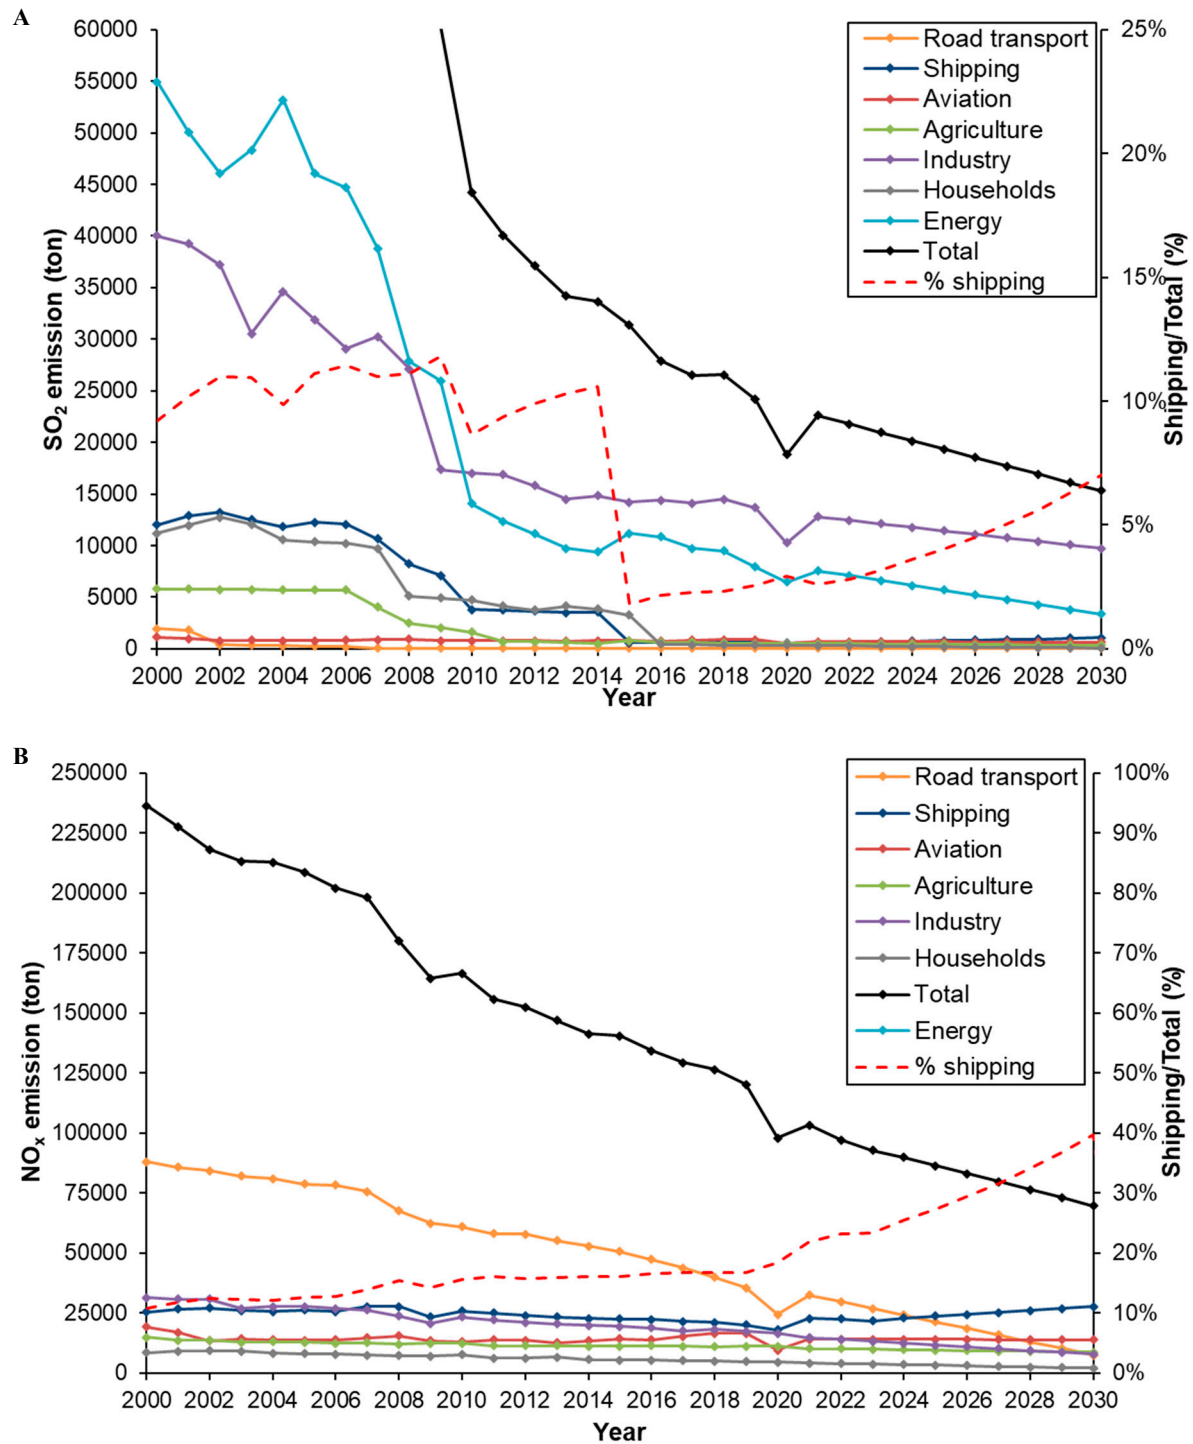 A
60000
55000
50000
45000
40000
35000
30000
25000
20000
15000
10000
5000
0
SO2 emission (ton)
Road transport
Shipping
Aviation
Agriculture
Industry
Households
Energy
Total
% shipping
25%
20%
15%
10%
5%
0%
Shipping/Total (%)
2000 2002 2004 2006 2008 2010 2012 2014 2016 2018 2020 2022 2024 2026 2028 2030
Year
B
250000
225000
200000
175000
150000
125000
100000
75000
50000
25000
0
NOx emission (ton)
Road transport
Shipping
Aviation
Agriculture
Industry
Households
Total
Energy
% shipping
100%
90%
80%
70%
60%
50%
40%
30%
20%
10%
0%
Shipping/Total (%)
2000 2002 2004 2006 2008 2010 2012 2014 2016 2018 2020 2022 2024 2026 2028 2030
Year